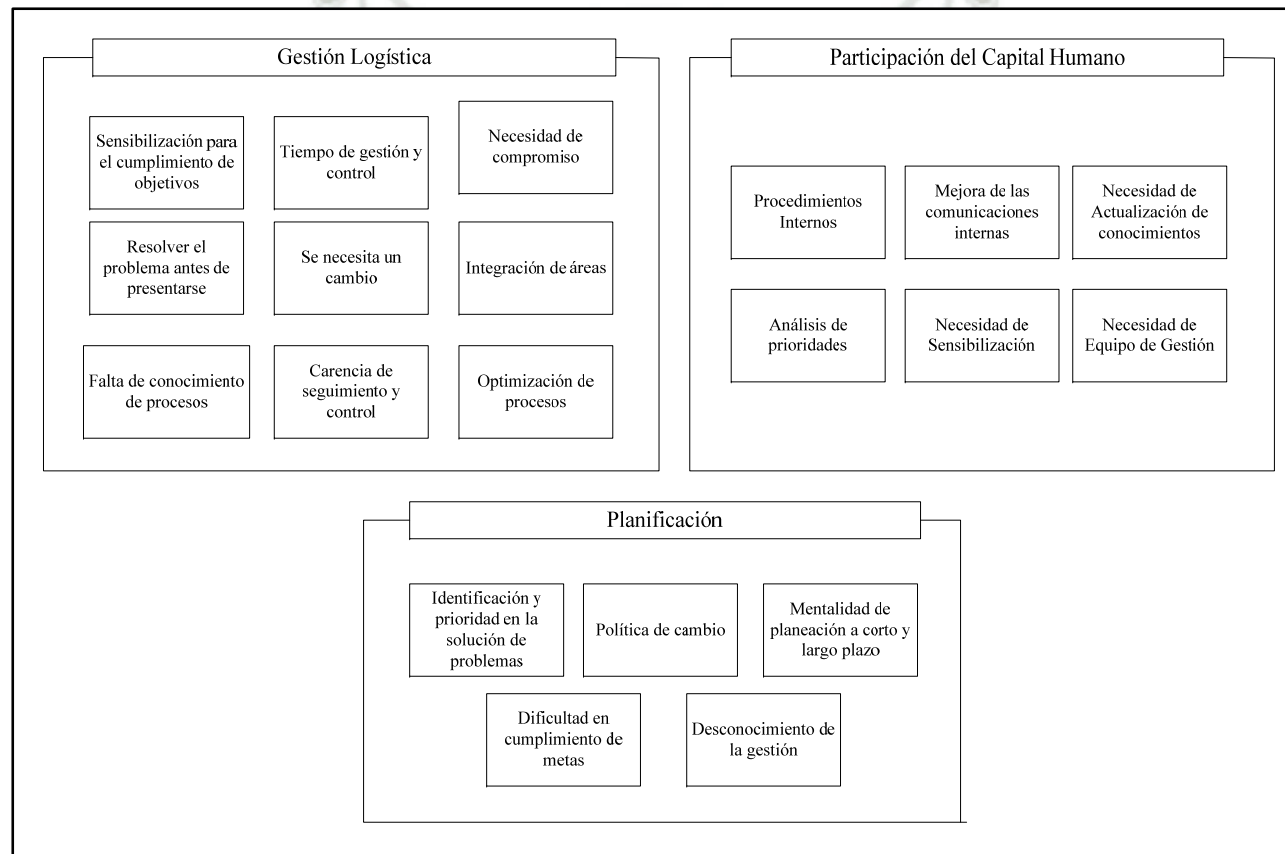 Gestión Logística
Sensibilización para
el cumplimiento de
objetivos
Tiempo de gestión y
control
Necesidad de
compromiso
Resolver el
problema antes de
presentarse
Se necesita un
cambio
Integración de áreas
Falta de conocimiento
de procesos
Carencia de
seguimiento y
control
Optimización de
procesos
Participación del Capital Humano
Procedimientos
Internos
Mejora de las
comunicaciones
internas
Necesidad de
Actualización de
conocimientos
Análisis de
prioridades
Necesidad de
Sensibilización
Necesidad de
Equipo de Gestión
Planificación
Identificación y
prioridad en la
solución de
problemas
Política de cambio
Mentalidad de
planeación a corto y
largo plazo
Dificultad en
cumplimiento de
metas
Desconocimiento de
la gestión